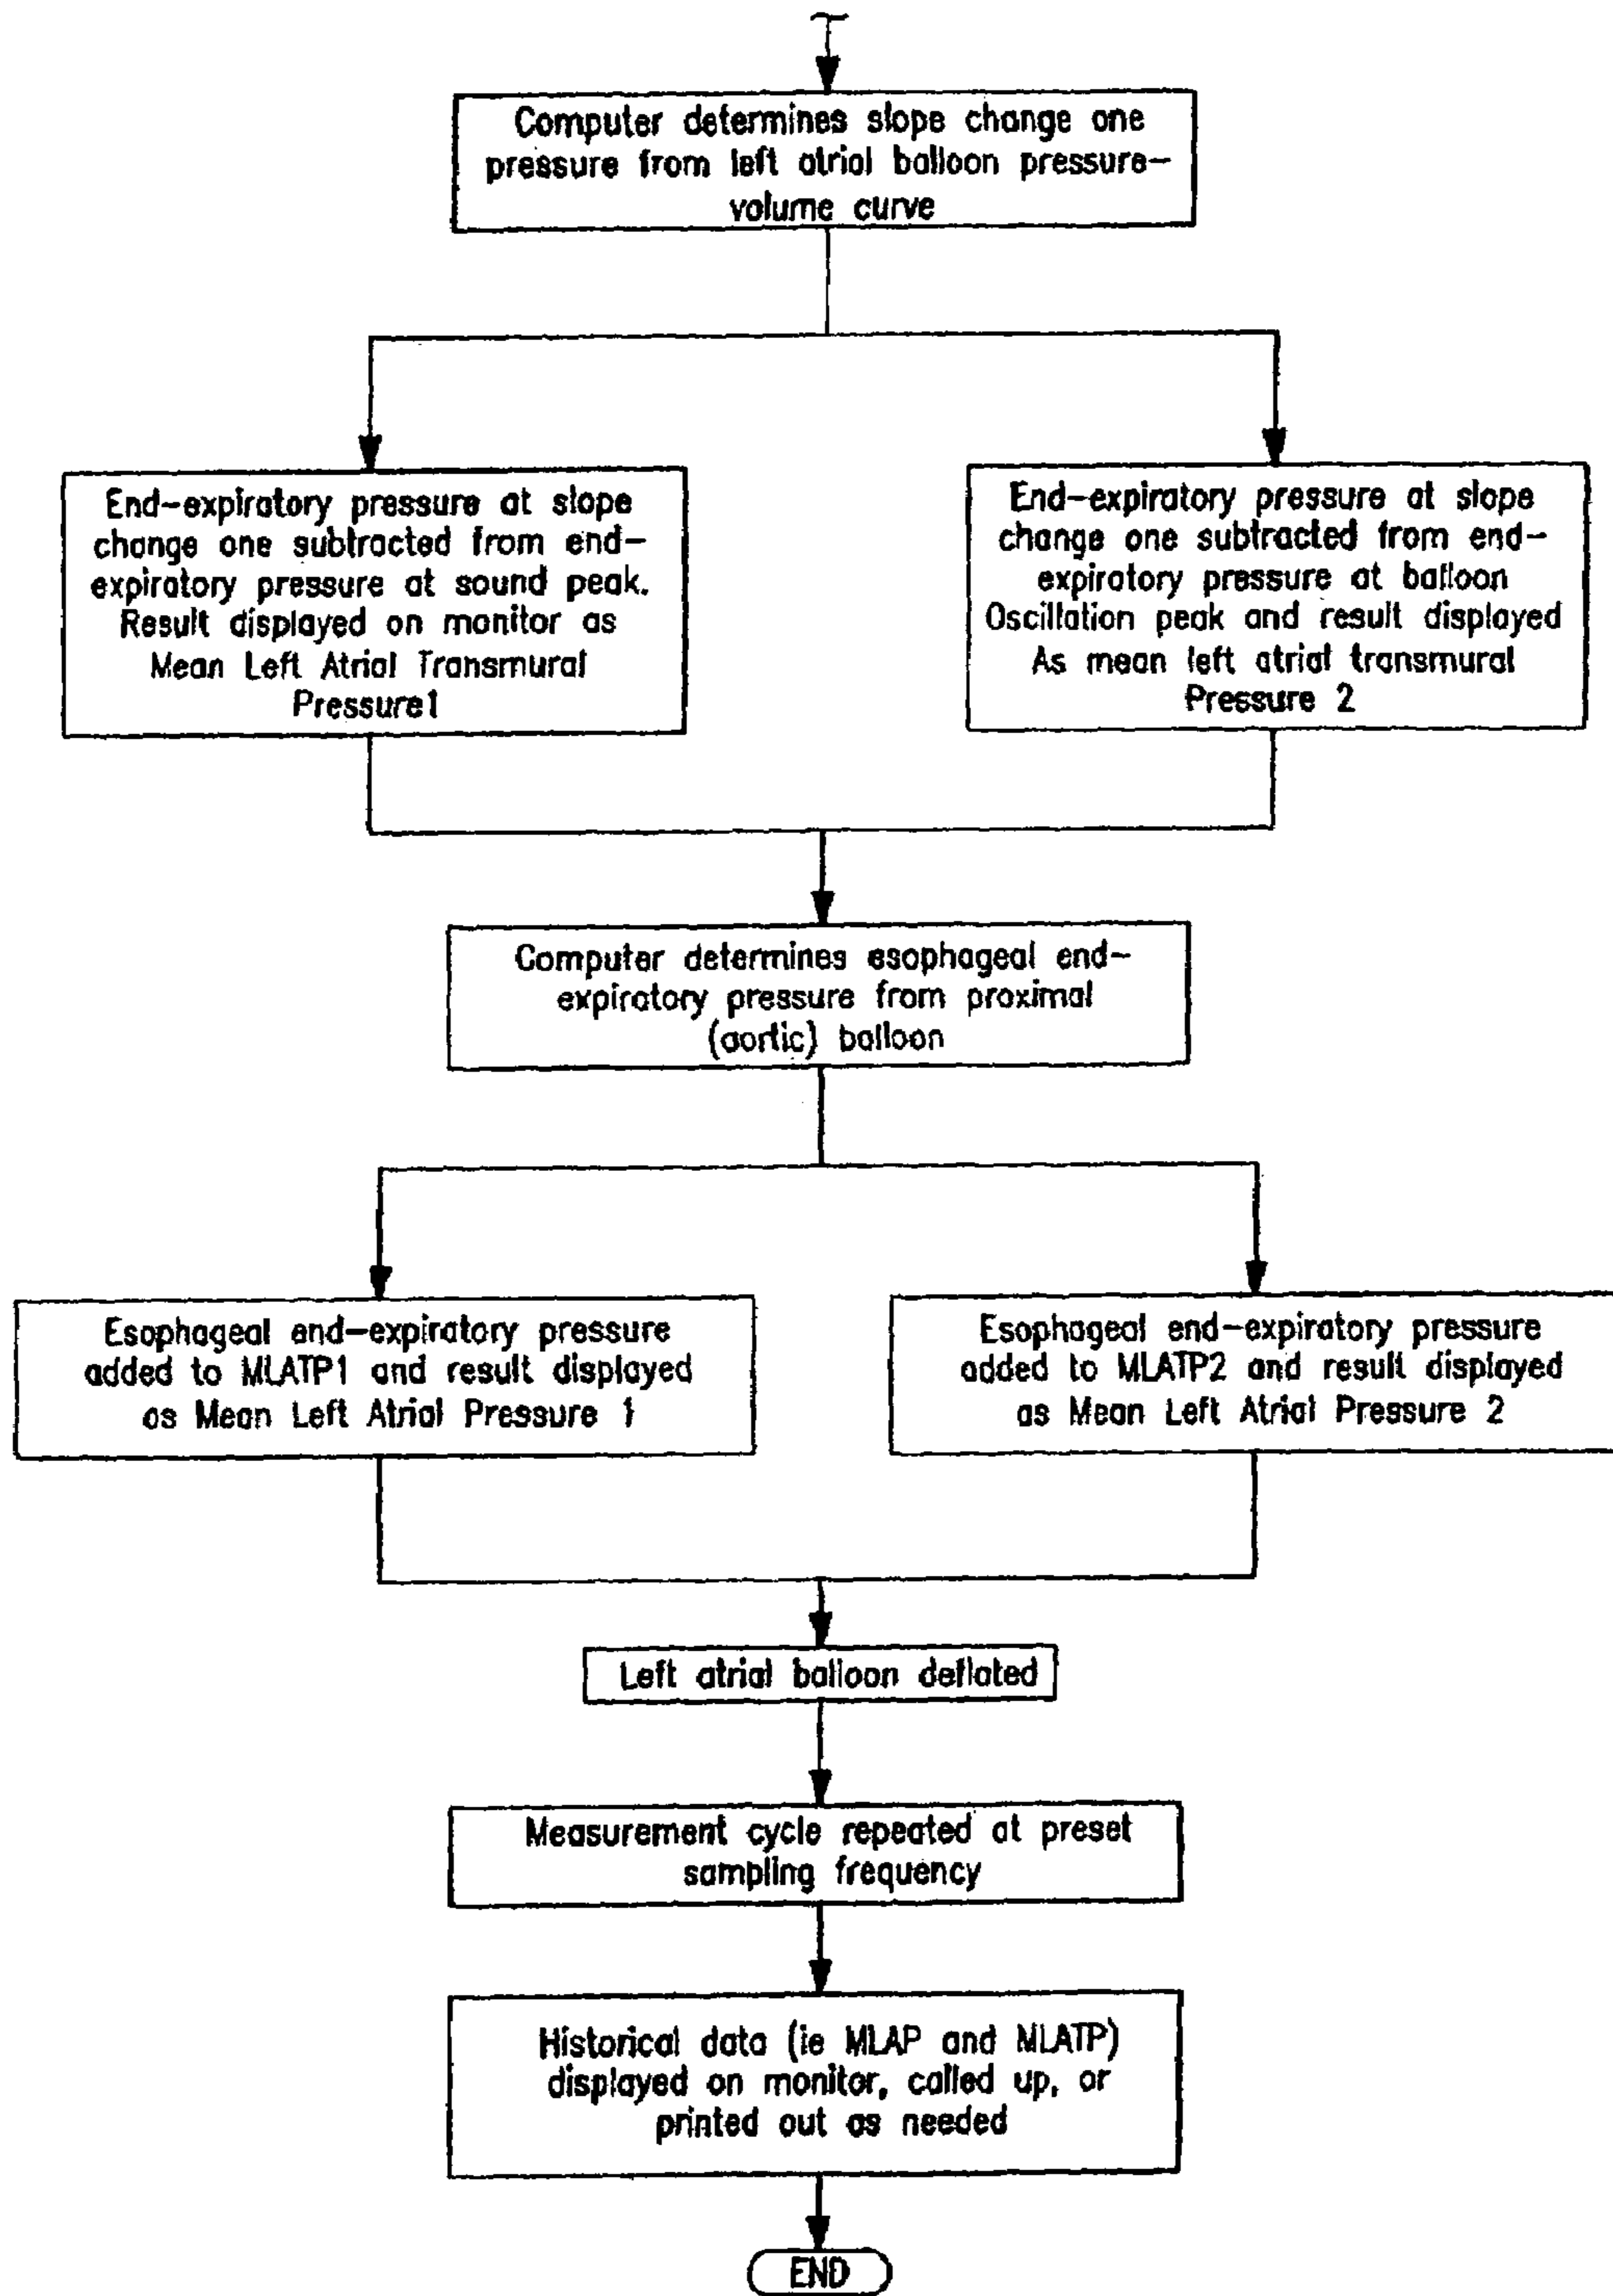 Computer determines slope change one
pressure from left atrial balloon pressure-
volume curve
End-expiratory pressure at slope
change one subtracted from end-
expiratory pressure at sound peak.
Result displayed on monitor as
Mean Left Atrial Transmural
Pressure1
End-expiratory pressure at slope
change one subtracted from end-
expiratory pressure at balloon
Oscillation peak and result displayed
As mean left atrial transmural
Pressure 2
Computer determines esophageal end-
expiratory pressure from proximal
(aortic) balloon
Esophageal end-expiratory pressure
added to MLATP1 and result displayed
as Mean Left Atrial Pressure 1
Esophageal end-expiratory pressure
added to MLATP2 and result displayed
as Mean Left Atrial Pressure 2
Left atrial balloon deflated
Measurement cycle repeated at preset
sampling frequency
Historical data (ie MLAP and MLATP)
displayed on monitor, called up, or
printed out as needed
END